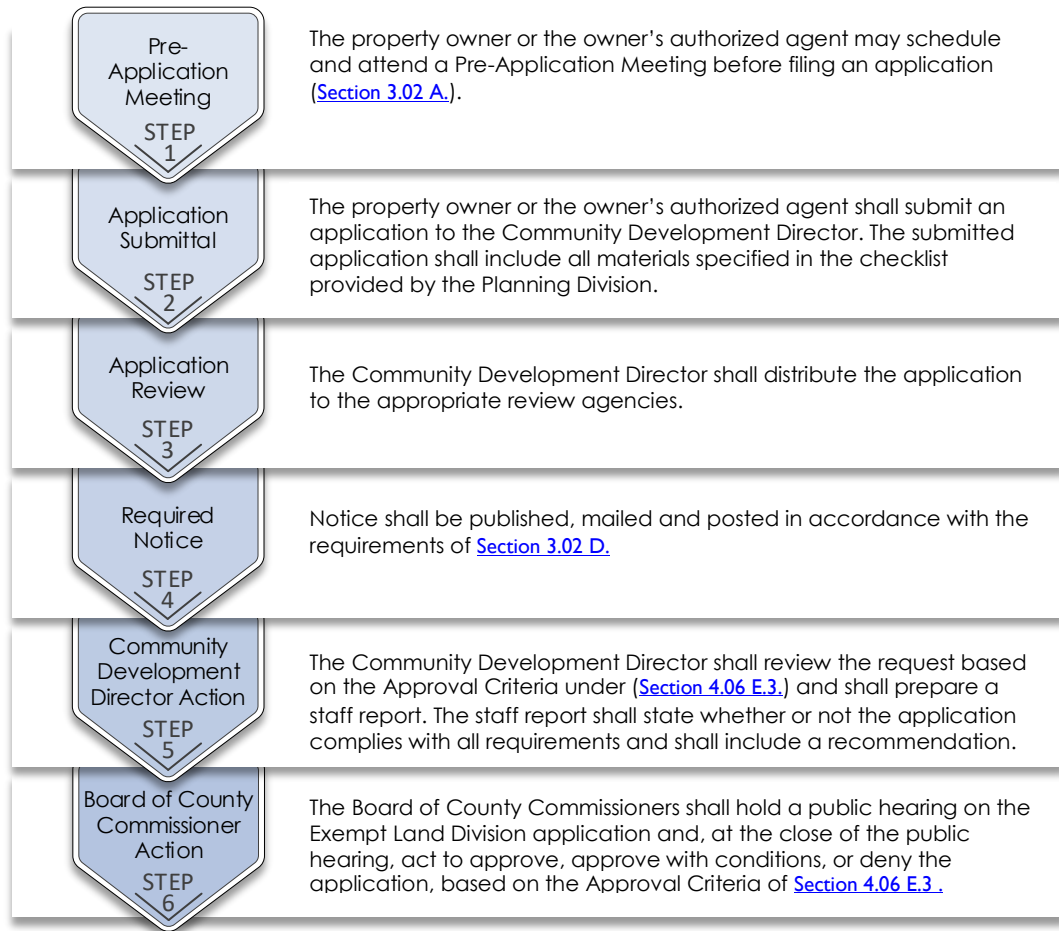 Pre-
Application
Meeting
STEP
1
The property owner or the owner's authorized agent may schedule
and attend a Pre-Application Meeting before filing an application
(Section 3.02 A.).
Application
Submittal
STEP
2
The property owner or the owner's authorized agent shall submit an
application to the Community Development Director. The submitted
application shall include all materials specified in the checklist
provided by the Planning Division.
Application
Review
STEP
3
The Community Development Director shall distribute the application
to the appropriate review agencies.
Required
Notice
STEP
4
Notice shall be published, mailed and posted in accordance with the
requirements of Section 3.02 D.
Community
Development
Director Action
STEP
5
The Community Development Director shall review the request based
on the Approval Criteria under (Section 4.06 E.3.) and shall prepare a
staff report. The staff report shall state whether or not the application
complies with all requirements and shall include a recommendation.
Board of County
Commissioner
Action
STEP
6
The Board of County Commissioners shall hold a public hearing on the
Exempt Land Division application and, at the close of the public
hearing, act to approve, approve with conditions, or deny the
application, based on the Approval Criteria of Section 4.06 E.3 .